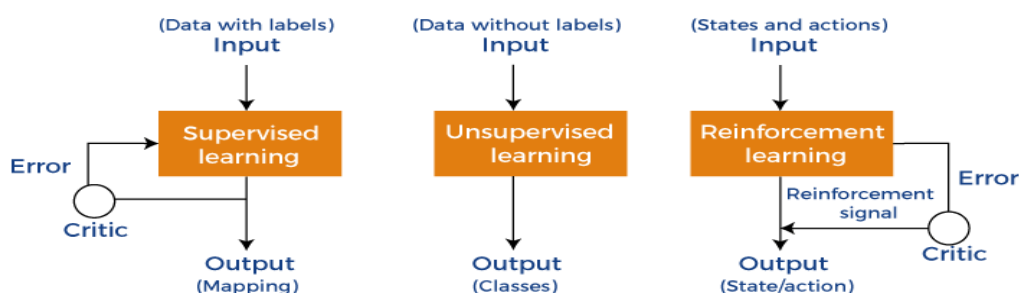 (Data with labels)
Input
Supervised
learning
Error
Critic
Output
(Mapping)
(Data without labels)
Input
Unsupervised
learning
Output
(Classes)
(States and actions)
Input
Reinforcement
learning
Error
Reinforcement
signal
Critic
Output
(State/action)